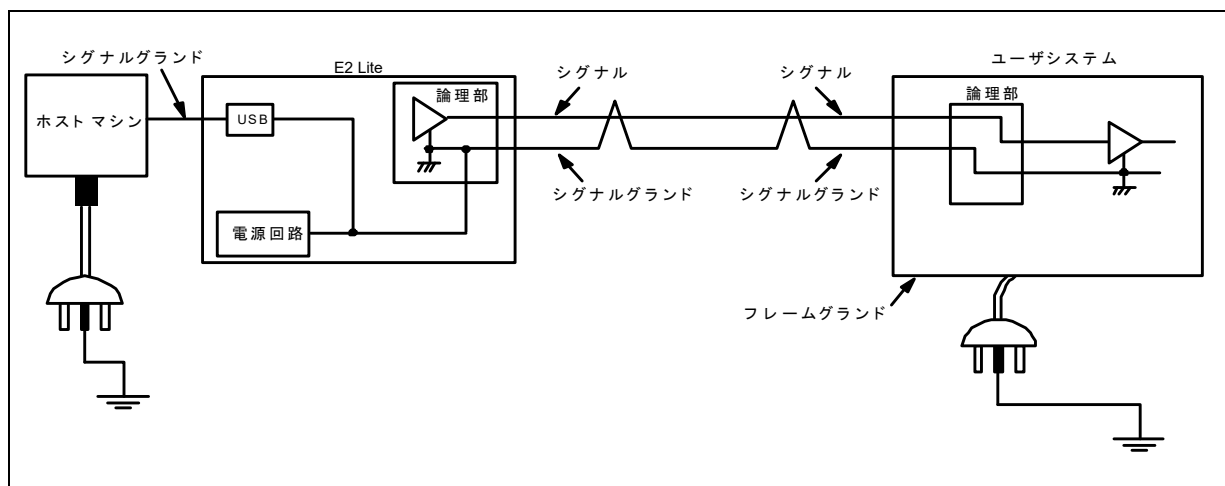 シグナルグランド
ホストマシン
E2 Lite
USB
論理部
電源回路
シグナル
シグナルグランド
シグナル
シグナルグランド
ユーザシステム
論理部
フレームグランド